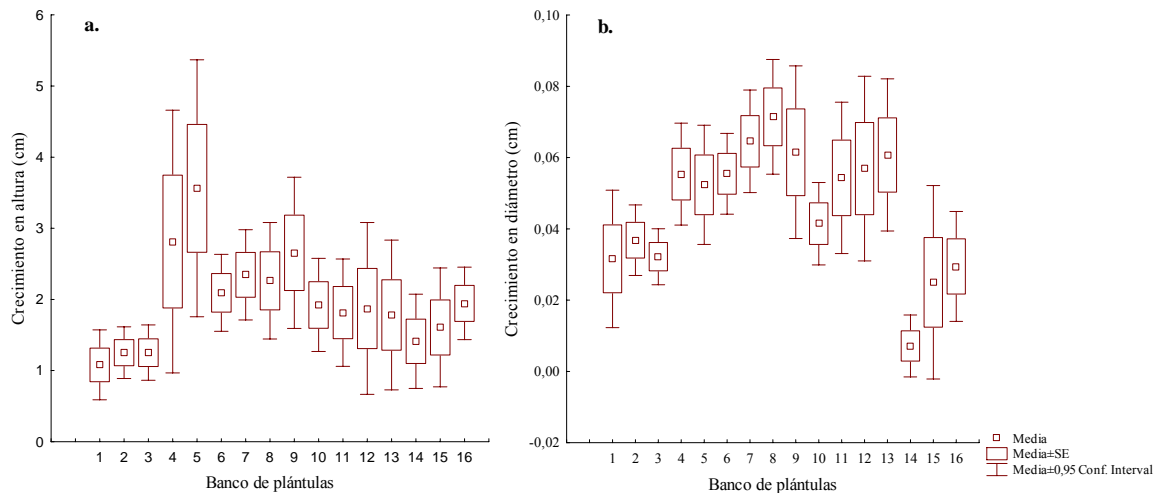 a.
Crecimiento en altura (cm)
6
5
4
3
2
1
0
1 2 3 4 5 6 7 8 9 10 11 12 13 14 15 16
Banco de plántulas
b.
Crecimiento en diámetro (cm)
0,10
0,08
0,06
0,04
0,02
0,00
-0,02
1 2 3 4 5 6 7 8 9 10 11 12 13 14 15 16
Banco de plántulas
Media
Media±SE
Media±0,95 Conf. Interval